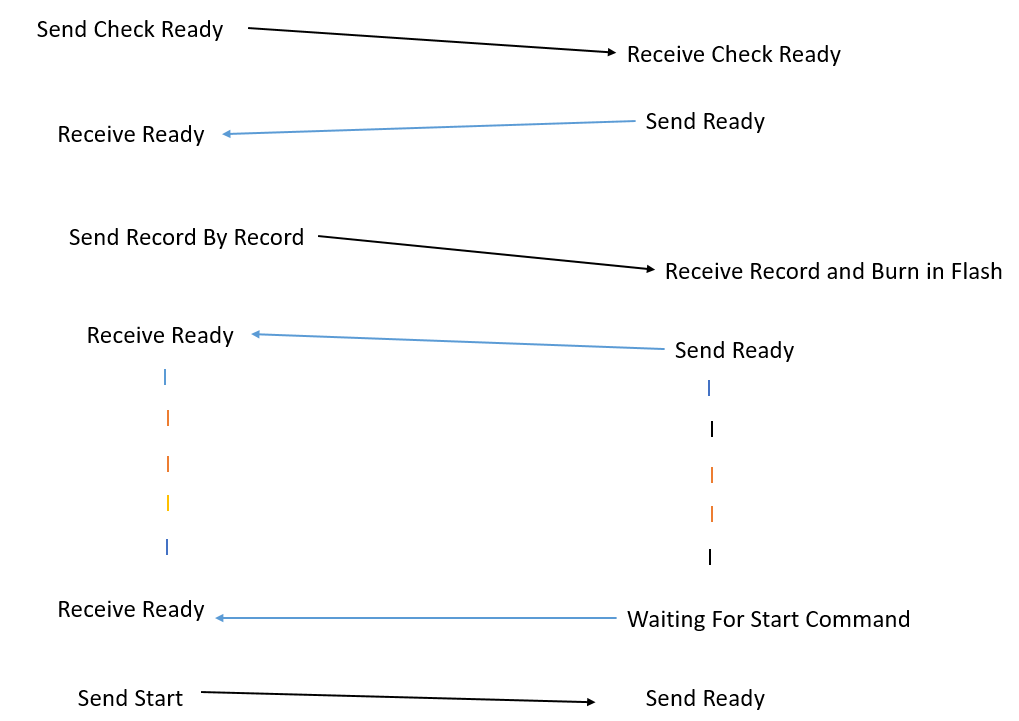 Send Check Ready
Receive Check Ready
Send Ready
Receive Ready
Send Record By Record
Receive Record and Burn in Flash
Receive Ready
Send Ready
Receive Ready
Waiting For Start Command
Send Start
Send Ready